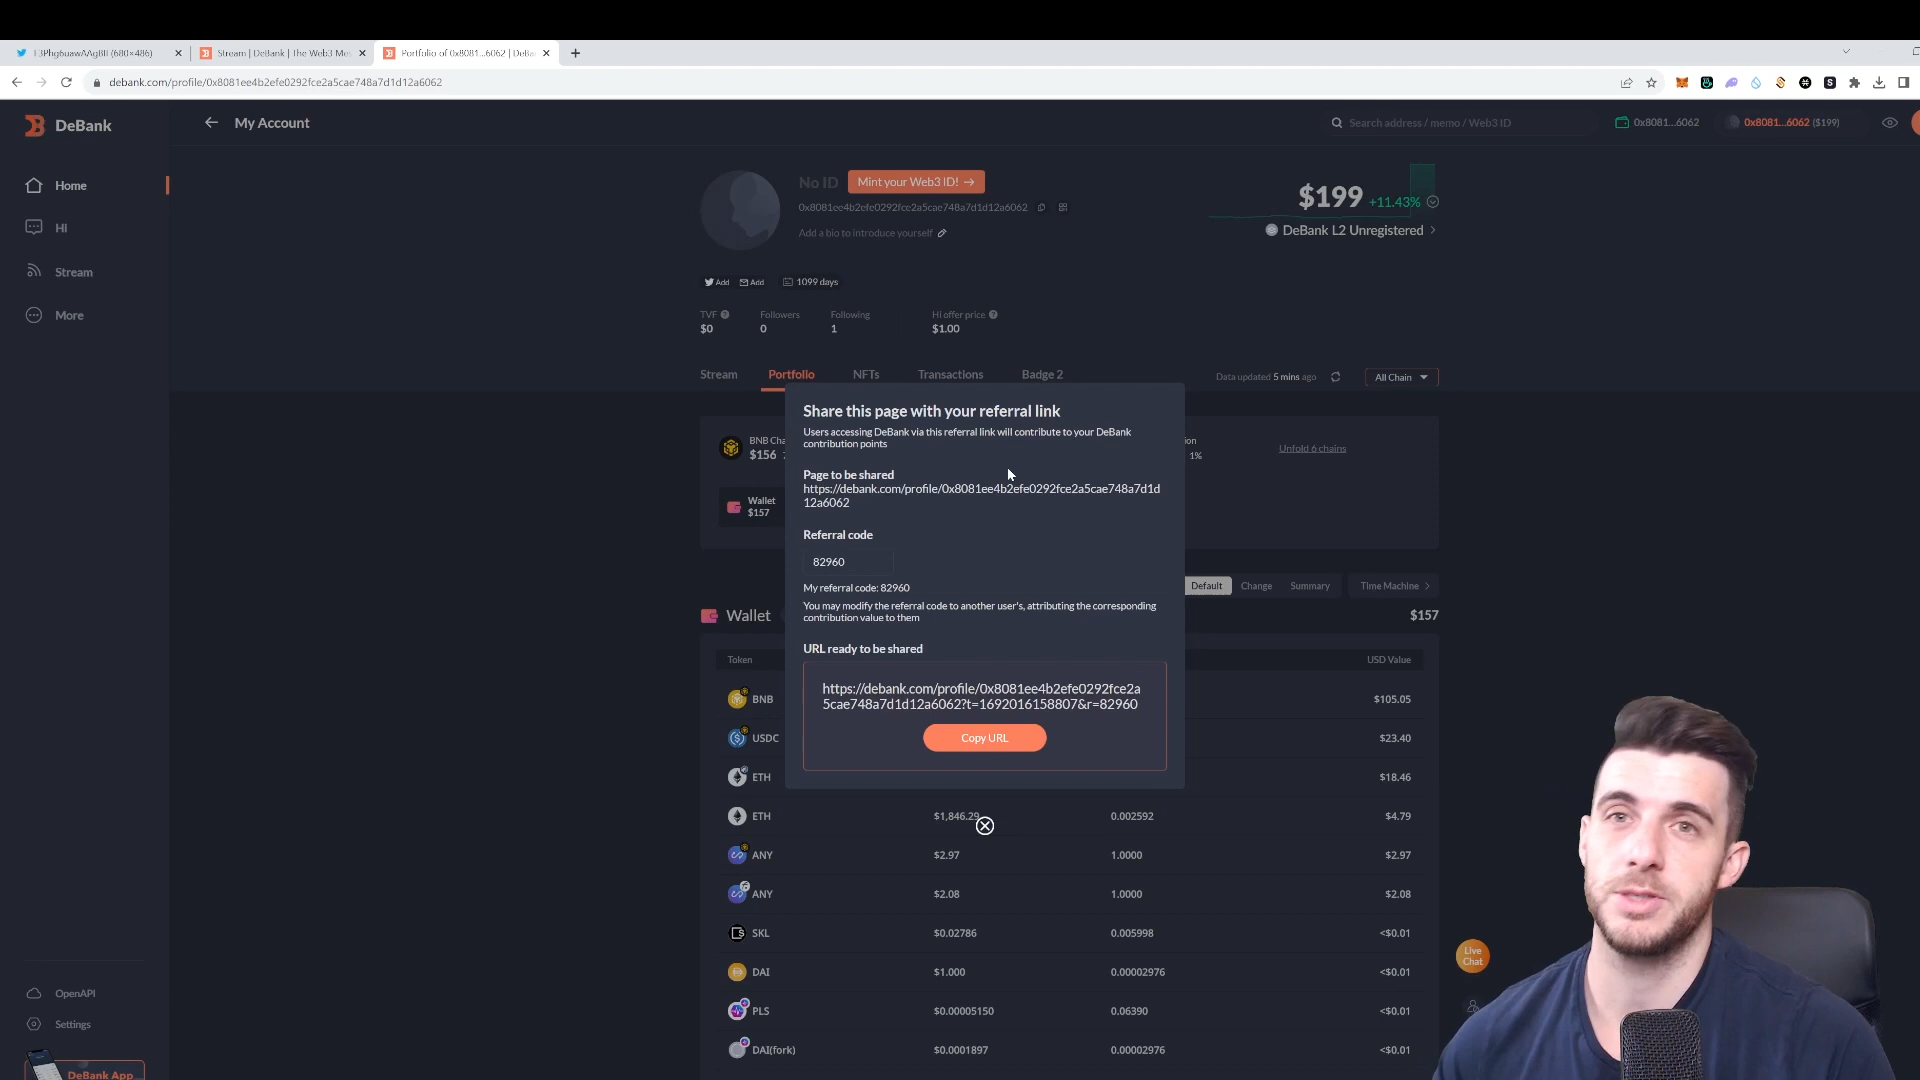 F3Phg6uawAAgBlI (680×486)
Stream | DeBank | The Web3 Mes
Portfolio of 0x8081...6062 | DeBa
debank.com/profile/0x8081ee4b2efe0292fce2a5cae748a7d1d12a6062
DeBank
My Account
Search address / memo / Web3 ID
0x8081...6062
0x8081...6062 ($199)
Home
Hi
Stream
More
No ID
Mint your Web3 ID! →
0x8081ee4b2efe0292fce2a5cae748a7d1d12a6062
Add a bio to introduce yourself
$199 +11.43%
DeBank L2 Unregistered
Add
Add
1099 days
TVF
Followers
Following
Hi offer price
$0
0
1
$1.00
Stream
Portfolio
NFTs
Transactions
Badge 2
Data updated 5 mins ago
All Chain
BNB Cha
$156
1%
Unfold 6 chains
Wallet
$157
Share this page with your referral link
Users accessing DeBank via this referral link will contribute to your DeBank
contribution points
Page to be shared
https://debank.com/profile/0x8081ee4b2efe0292fce2a5cae748a7d1d
12a6062
Referral code
82960
My referral code: 82960
You may modify the referral code to another user's, attributing the corresponding
contribution value to them
URL ready to be shared
https://debank.com/profile/0x8081ee4b2efe0292fce2a
5cae748a7d1d12a6062?t=1692016158807&r=82960
Copy URL
Default
Change
Summary
Time Machine
Wallet
$157
Token
USD Value
BNB
$105.05
USDC
$23.40
ETH
$18.46
ETH $1,846.29 0.002592 $4.79
ANY $2.97 1.0000 $2.97
ANY $2.08 1.0000 $2.08
SKL $0.02786 0.005998 <$0.01
DAI $1.000 0.00002976 <$0.01
PLS $0.00005150 0.06390 <$0.01
DAI(fork) $0.0001897 0.00002976 <$0.01
Live
Chat
OpenAPI
Settings
DeBank App